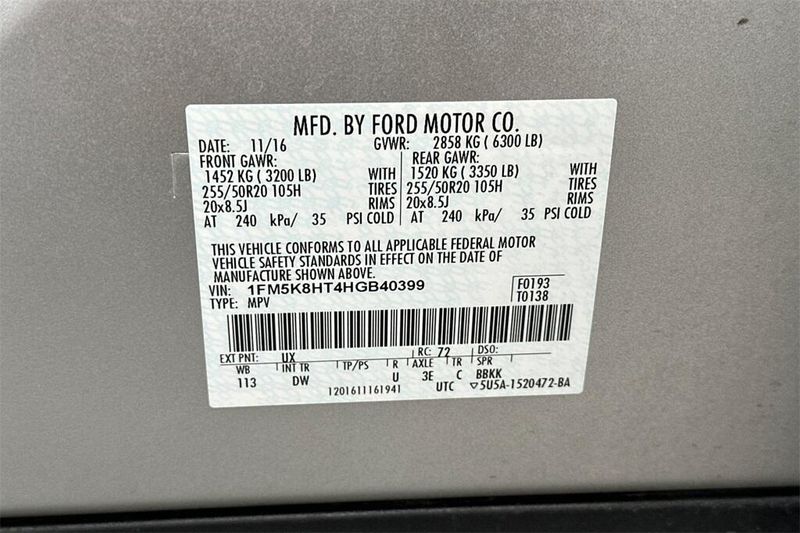 MFD. BY FORD MOTOR CO.
DATE: 11/16 GVWR: 2858 KG ( 6300 LB)
FRONT GAWR: REAR GAWR:
1452 KG ( 3200 LB) WITH 1520 KG ( 3350 LB) WITH
255/50R20 105H TIRES 255/50R20 105H TIRES
20x8.5J RIMS 20x8.5J RIMS
AT 240 kPa/ 35 PSI COLD AT 240 kPa/ 35 PSI COLD
THIS VEHICLE CONFORMS TO ALL APPLICABLE FEDERAL MOTOR
VEHICLE SAFETY STANDARDS IN EFFECT ON THE DATE OF
MANUFACTURE SHOWN ABOVE.
VIN: 1FM5K8HT4HGB40399 F0193
TYPE: MPV T0138
EXT PNT: UX RC: 72 DSO:
WB INT TR TP/PS R AXLE TR SPR
113 DW U 3E C BBKK
1201611161941 UTC ▽5U5A-1520472-BA